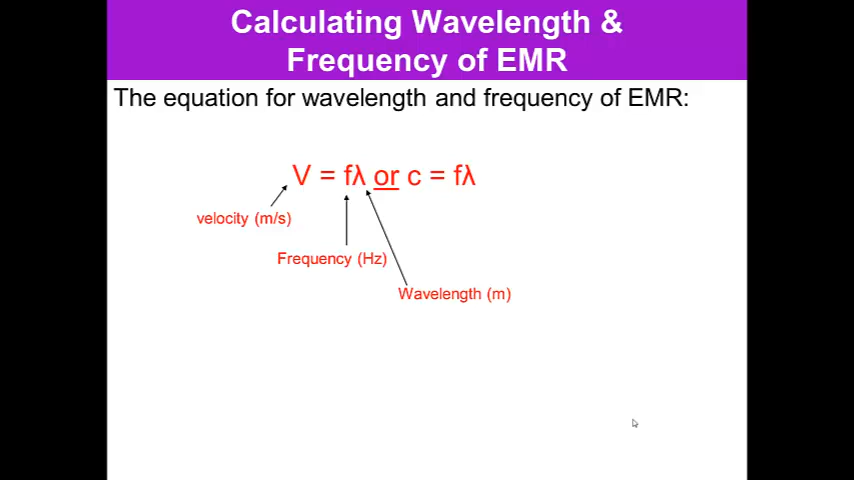 Calculating Wavelength &
Frequency of EMR
The equation for wavelength and frequency of EMR:
V = fλ or c = fλ
velocity (m/s)
Frequency (Hz)
Wavelength (m)